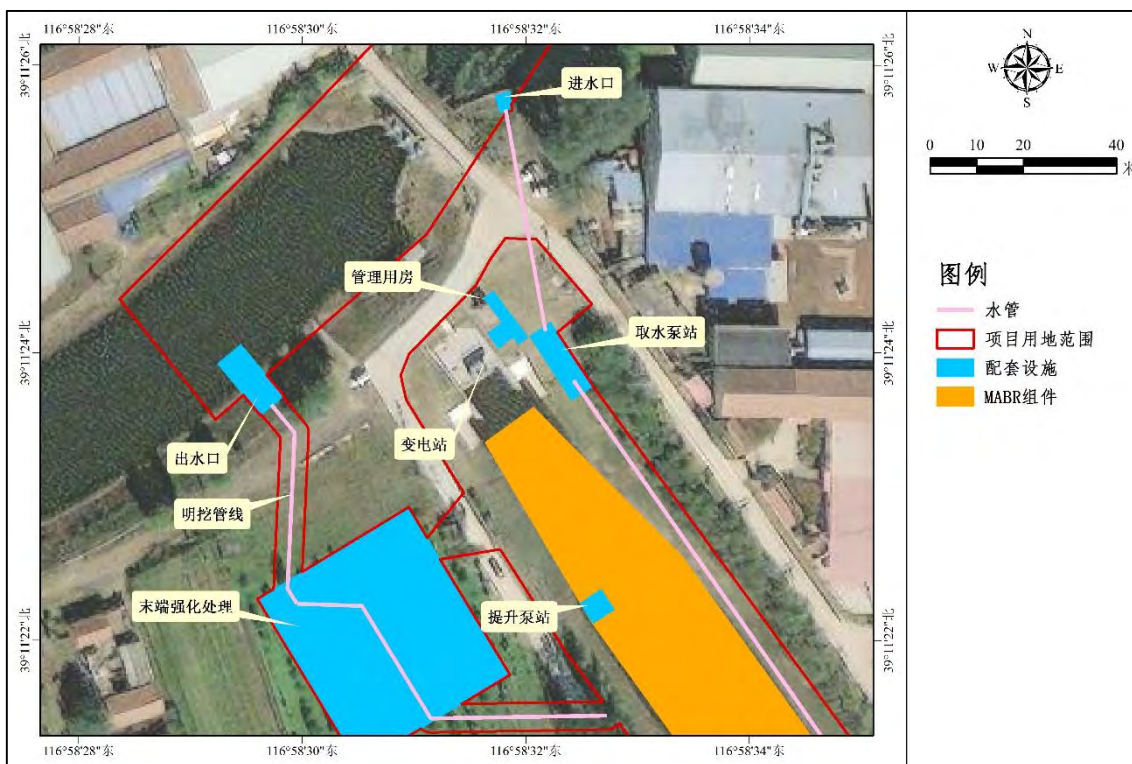 116°58'28"东 116°58'30"东 116°58'32"东 116°58'34"东
39°11'26"北
39°11'26"北
进水口
管理用房
取水泵站
39°11'24"北
39°11'24"北
变电站
出水口
明挖管线
末端强化处理
提升泵站
39°11'22"北
39°11'22"北
116°58'28"东 116°58'30"东 116°58'32"东 116°58'34"东
N
W E
S
0 10 20 40
米
图例
水管
项目用地范围
配套设施
MABR组件